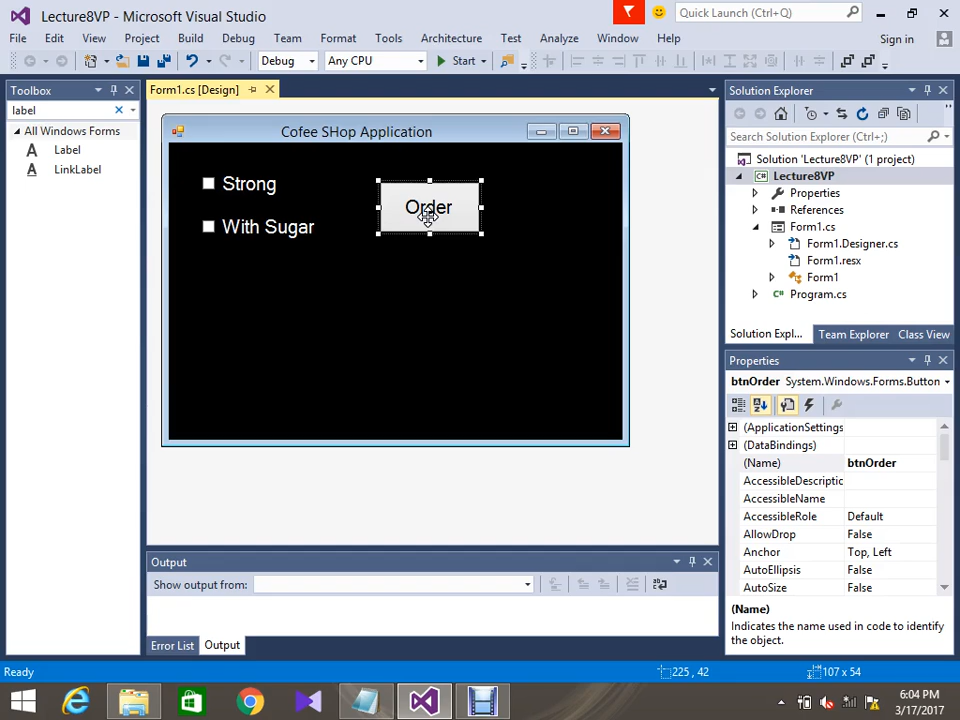 Lecture8VP - Microsoft Visual Studio
Quick Launch (Ctrl+Q)
File Edit View Project Build Debug Team Format Tools Architecture Test Analyze Window Help Sign in
Debug Any CPU Start
Toolbox
label
All Windows Forms
A Label
A LinkLabel
Form1.cs [Design]
Cofee SHop Application
Strong
With Sugar
Order
Output
Show output from:
Error List Output
Solution Explorer
Search Solution Explorer (Ctrl+;)
Solution 'Lecture8VP' (1 project)
Lecture8VP
Properties
References
Form1.cs
Form1.Designer.cs
Form1.resx
Form1
Program.cs
Solution Expl... Team Explorer Class View
Properties
btnOrder System.Windows.Forms.Button
(ApplicationSettings
(DataBindings)
(Name) btnOrder
AccessibleDescriptic
AccessibleName
AccessibleRole Default
AllowDrop False
Anchor Top, Left
AutoEllipsis False
AutoSize False
(Name)
Indicates the name used in code to identify
the object.
Ready 225 , 42 107 x 54
6:04 PM
3/17/2017